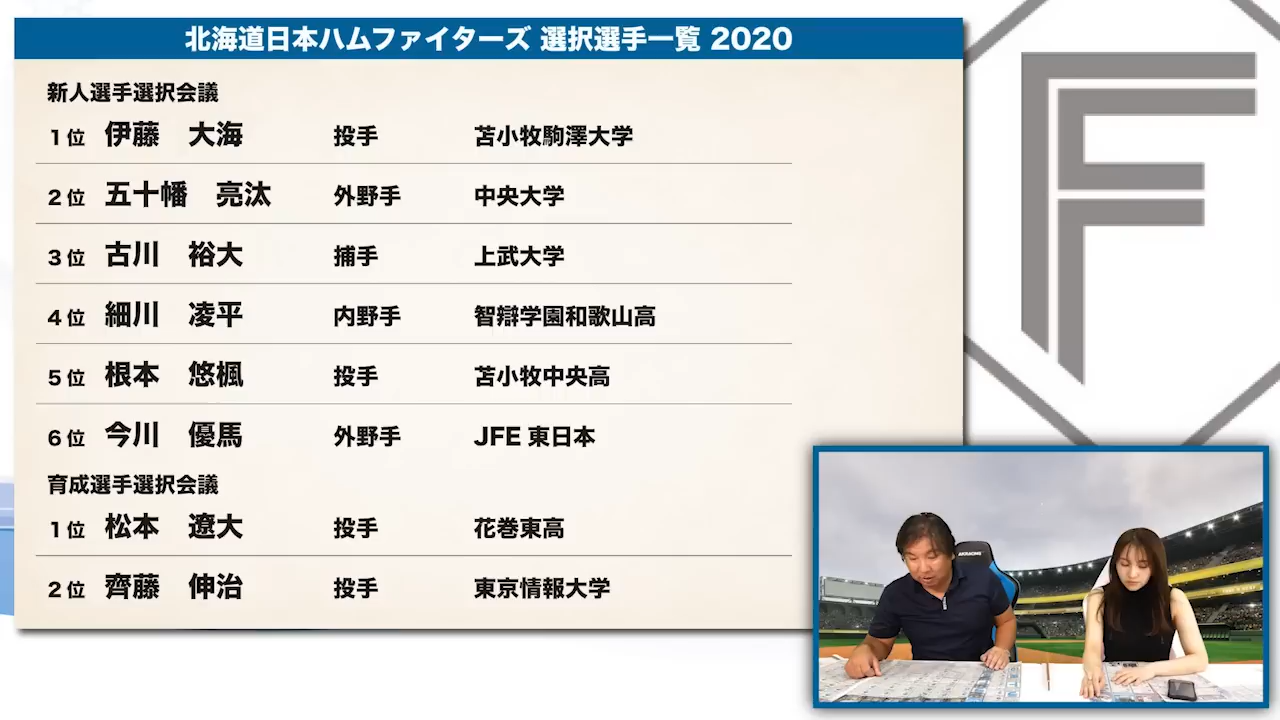 北海道日本ハムファイターズ 選択選手一覧 2020
新人選手選択会議
1位 伊藤 大海 投手 苫小牧駒澤大学
2位 五十幡 亮汰 外野手 中央大学
3位 古川 裕大 捕手 上武大学
4位 細川 凌平 内野手 智辯学園和歌山高
5位 根本 悠楓 投手 苫小牧中央高
6位 今川 優馬 外野手 JFE 東日本
育成選手選択会議
1位 松本 遼大 投手 花巻東高
2位 齊藤 伸治 投手 東京情報大学
F
AKRACING